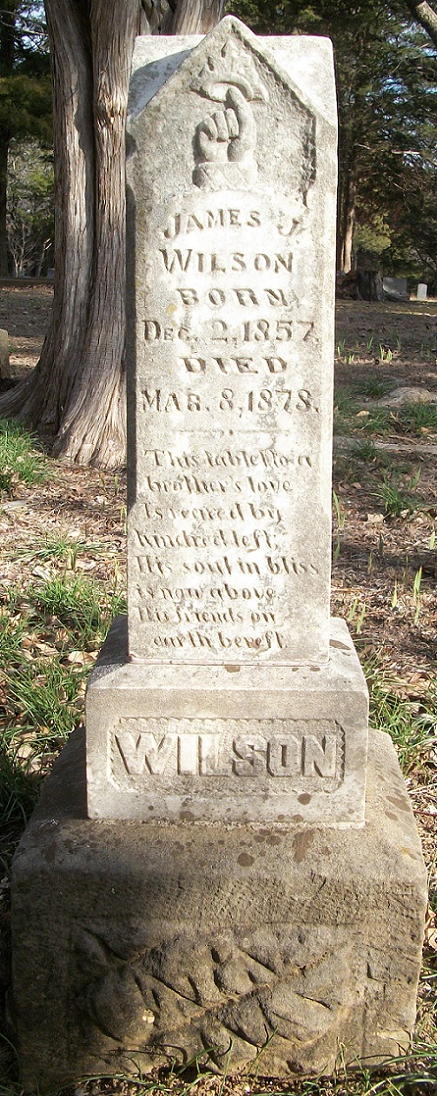 JAMES J.
WILSON
BORN
DEC. 2, 1857.
DIED
MAR. 8, 1878.
This tablet to a
brother's love
Is reared by
kindred left,
His soul in bliss
is now above
His friends on
earth bereft
WILSON